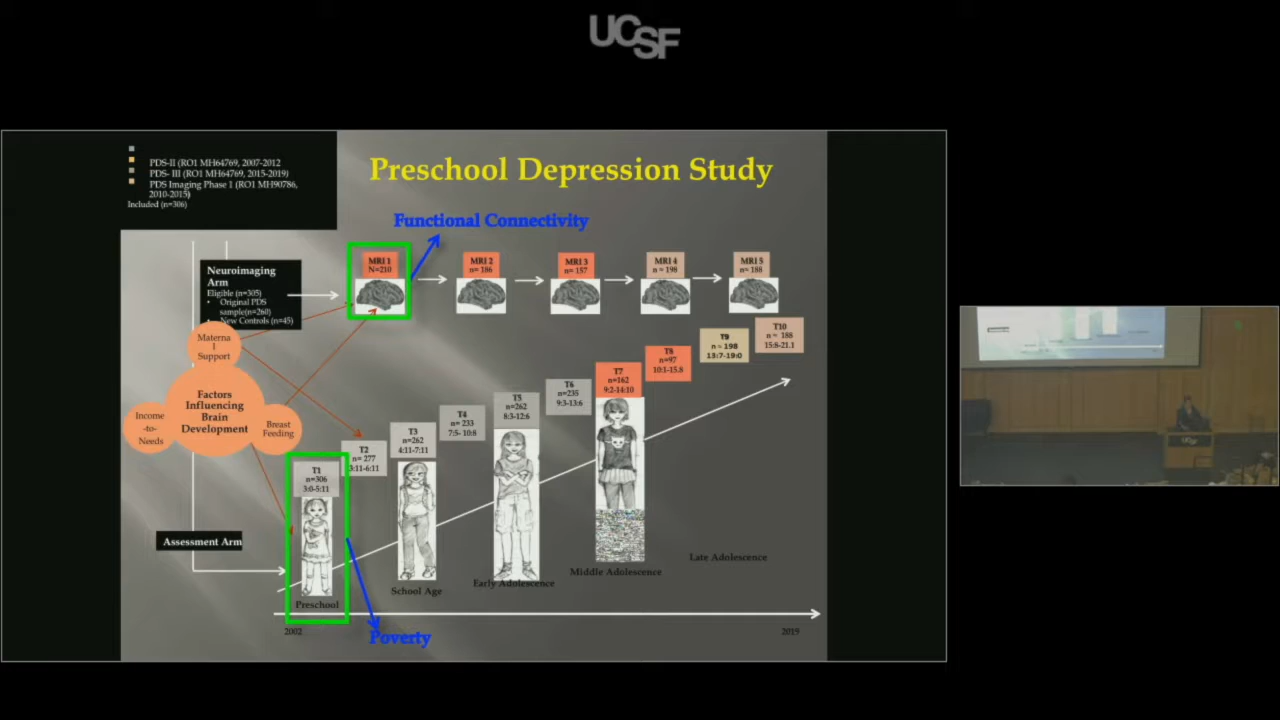 UCSF
PDS-II (RO1 MH64769, 2007-2012
PDS- III (RO1 MH64769, 2015-2019)
PDS Imaging Phase 1 (RO1 MH90786,
2010-2015)
Included (n=306)
Preschool Depression Study
Functional Connectivity
MRI 1
N=210
MRI 2
n= 186
MRI 3
n= 157
MRI 4
n = 198
MRI 5
n= 188
Neuroimaging
Arm
Eligible (n=305)
• Original PDS
sample(n=260)
• New Controls (n=45)
Materna
l
Support
Factors
Influencing
Brain
Development
Income
-to-
Needs
Breast
Feeding
T1
n=306
3:0-5:11
T2
n= 277
3:11-6:11
T3
n=262
4:11-7:11
T4
n= 233
7:5- 10:8
T5
n=262
8:3-12:6
T6
n=235
9:3-13:6
T7
n=162
9:2-14:10
T8
n=97
10:1-15.8
T9
n = 198
13:7-19:0
T10
n = 188
15:8-21.1
Assessment Arm
Preschool
School Age
Early Adolescence
Middle Adolescence
Late Adolescence
2002
2019
Poverty
UCSF